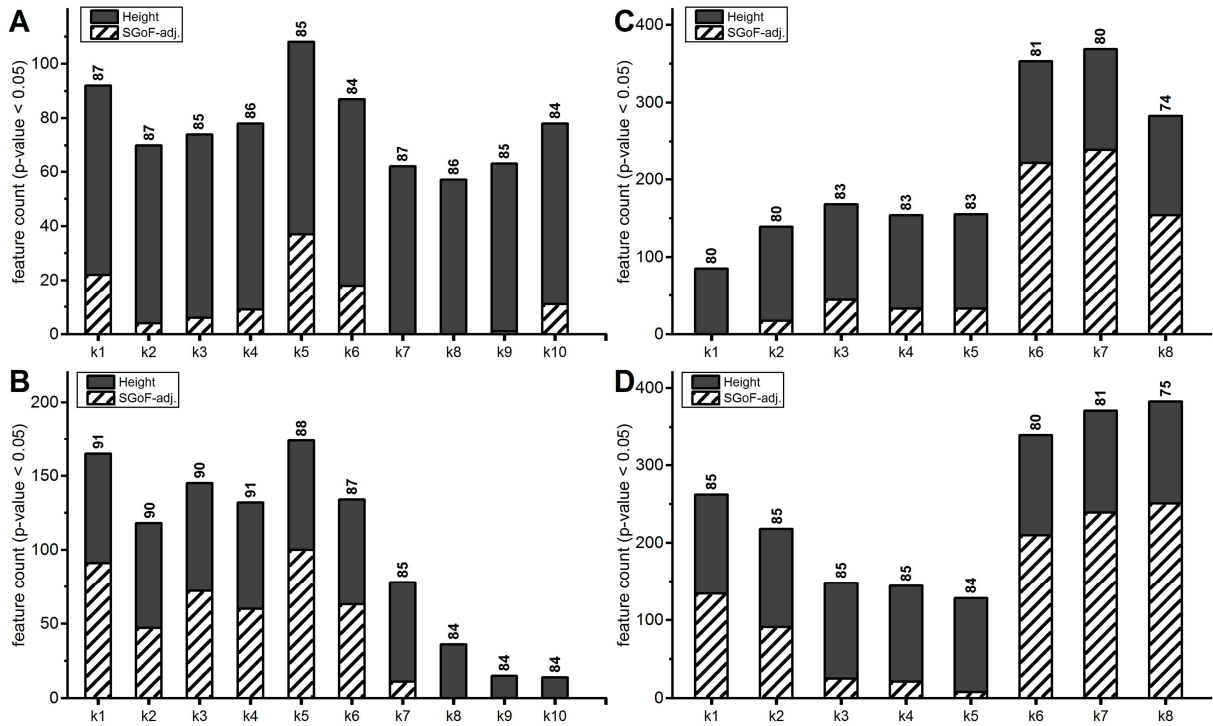 A
Height
SGoF-adj.
feature count (p-value < 0.05)
100
80
60
40
20
0
87
87
85
86
85
84
87
86
85
84
k1 k2 k3 k4 k5 k6 k7 k8 k9 k10
C
Height
SGoF-adj.
feature count (p-value < 0.05)
400
300
200
100
0
80
80
83
83
83
81
80
74
k1 k2 k3 k4 k5 k6 k7 k8
B
Height
SGoF-adj.
feature count (p-value < 0.05)
200
150
100
50
0
91
90
90
91
88
87
85
84
84
84
k1 k2 k3 k4 k5 k6 k7 k8 k9 k10
D
Height
SGoF-adj.
feature count (p-value < 0.05)
400
300
200
100
0
85
85
85
85
84
80
81
75
k1 k2 k3 k4 k5 k6 k7 k8